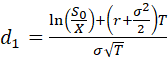 d₁ = (ln(S₀/X)+(r+σ²/2)T)/(σ√T)